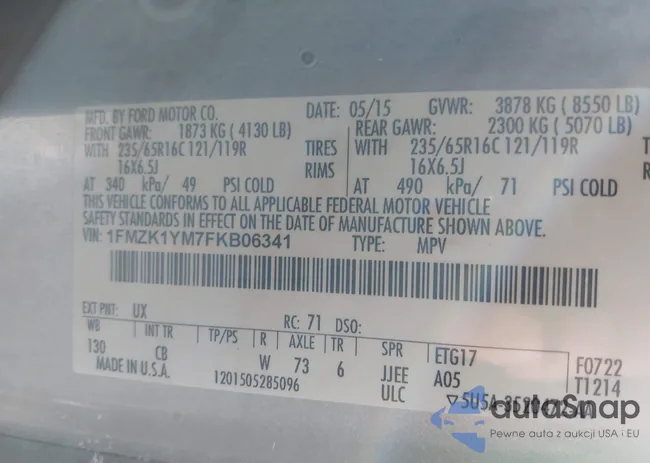 MFD. BY FORD MOTOR CO. DATE: 05/15 GVWR: 3878 KG ( 8550 LB)
FRONT GAWR: 1873 KG ( 4130 LB) REAR GAWR: 2300 KG ( 5070 LB)
WITH 235/65R16C 121/119R TIRES WITH 235/65R16C 121/119R
16X6.5J RIMS 16X6.5J
AT 340 kPa/ 49 PSI COLD AT 490 kPa/ 71 PSI COLD
THIS VEHICLE CONFORMS TO ALL APPLICABLE FEDERAL MOTOR VEHICLE
SAFETY STANDARDS IN EFFECT ON THE DATE OF MANUFACTURE SHOWN ABOVE.
VIN: 1FMZK1YM7FKB06341 TYPE: MPV
EXT PNT: UX RC: 71 DSO:
WB INT TR TP/PS R AXLE TR SPR ETG17 F0722
130 CB W 73 6 JJEE A05 T1214
MADE IN U.S.A. 1201505285096 ULC
autoSnap
Pewne auta z aukcji USA i EU